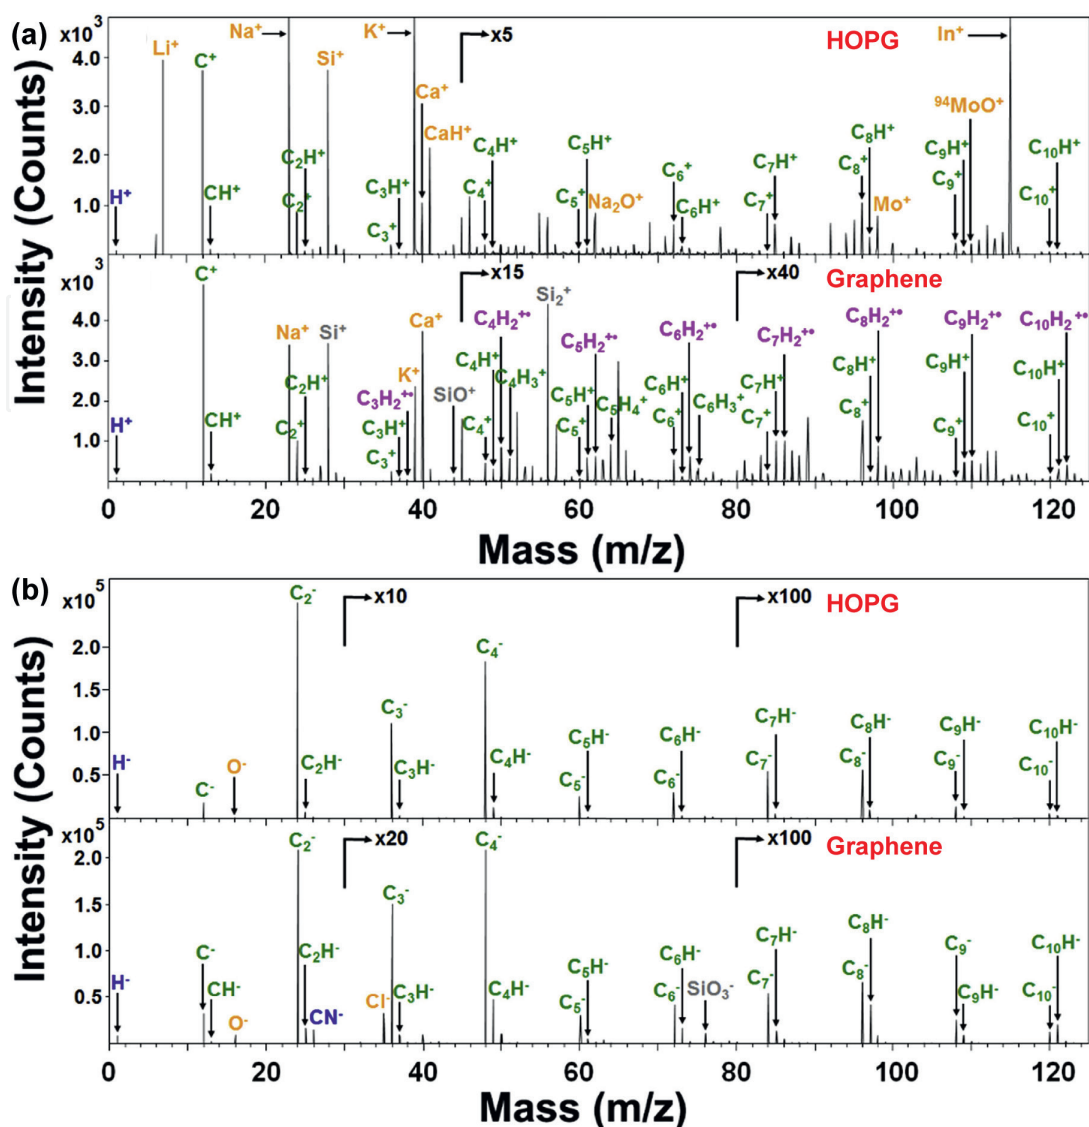 (a)
x10³
Intensity (Counts)
4.0
3.0
2.0
1.0
HOPG
x5
H⁺
Li⁺
C⁺
CH⁺
Na⁺
C₂⁺
C₂H⁺
Si⁺
C₃⁺
C₃H⁺
K⁺
Ca⁺
CaH⁺
C₄⁺
C₄H⁺
C₅⁺
C₅H⁺
Na₂O⁺
C₆⁺
C₆H⁺
C₇⁺
C₇H⁺
C₈⁺
C₈H⁺
Mo⁺
C₉⁺
C₉H⁺
⁹⁴MoO⁺
In⁺
C₁₀⁺
C₁₀H⁺
x10³
4.0
3.0
2.0
1.0
Graphene
x15
x40
H⁺
C⁺
CH⁺
Na⁺
C₂⁺
C₂H⁺
Si⁺
C₃⁺
C₃H⁺
C₃H₂⁺•
K⁺
Ca⁺
SiO⁺
C₄⁺
C₄H⁺
C₄H₂⁺•
C₄H₃⁺
Si₂⁺
C₅⁺
C₅H⁺
C₅H₂⁺•
C₅H₄⁺
C₆⁺
C₆H⁺
C₆H₂⁺•
C₆H₃⁺
C₇⁺
C₇H⁺
C₇H₂⁺•
C₈⁺
C₈H⁺
C₈H₂⁺•
C₉⁺
C₉H⁺
C₉H₂⁺•
C₁₀⁺
C₁₀H⁺
C₁₀H₂⁺•
0 20 40 60 80 100 120
Mass (m/z)
(b)
x10⁵
Intensity (Counts)
2.0
1.5
1.0
0.5
HOPG
x10
x100
H⁻
C⁻
O⁻
C₂⁻
C₂H⁻
C₃⁻
C₃H⁻
C₄⁻
C₄H⁻
C₅⁻
C₅H⁻
C₆⁻
C₆H⁻
C₇⁻
C₇H⁻
C₈⁻
C₈H⁻
C₉⁻
C₉H⁻
C₁₀⁻
C₁₀H⁻
x10⁵
2.0
1.5
1.0
0.5
Graphene
x20
x100
H⁻
C⁻
CH⁻
O⁻
C₂⁻
C₂H⁻
CN⁻
Cl⁻
C₃⁻
C₃H⁻
C₄⁻
C₄H⁻
C₅⁻
C₅H⁻
C₆⁻
C₆H⁻
SiO₃⁻
C₇⁻
C₇H⁻
C₈⁻
C₈H⁻
C₉⁻
C₉H⁻
C₁₀⁻
C₁₀H⁻
0 20 40 60 80 100 120
Mass (m/z)